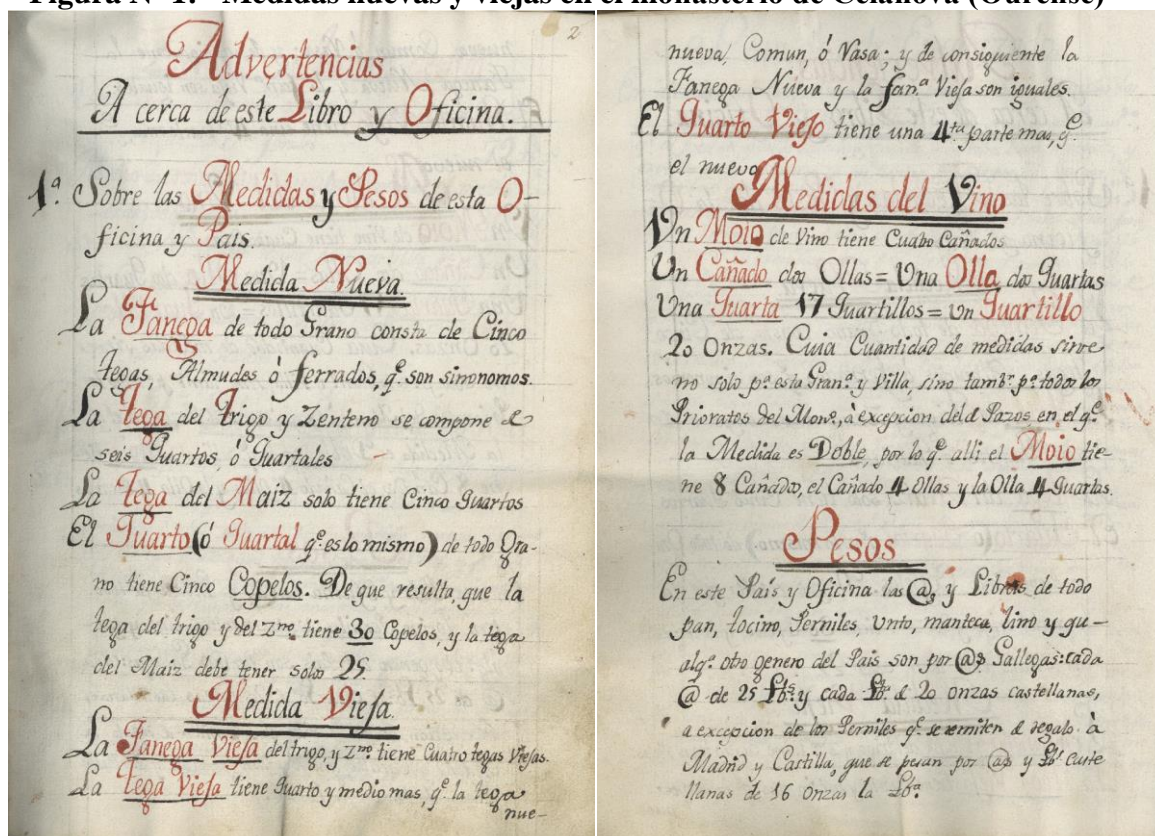 Figura Nº 1.- Medidas nuevas y viejas en el monasterio de Celanova (Ourense)
2
Advertencias
A cerca de este Libro y Oficina.
1ª. Sobre las Medidas y Pesos de esta O-
ficina y Pais.
Medida Nueva.
La Fanega de todo Grano consta de Cinco
tegas, Almudes ó ferrados, q.e son sinonomos.
La tega del trigo y Zenteno se compone de
seis Quartos, ó Quartales
La tega del Maiz solo tiene Cinco Quartos
El Quarto (ó Quartal q.e es lo mismo) de todo Gra-
no tiene Cinco Copelos. De que resulta, que la
tega del trigo y del Z.no tiene 30 Copelos, y la tega
del Maiz debe tener solos 25.
Medida Vieja.
La Fanega Vieja del trigo, y Z.no tiene Cuatro tegas Viejas.
La tega Vieja tiene Quarto y medio mas, q.e la tega
nue-
nueva, Comun, ó Vasa; y de consiguiente la
Fanega Nueva y la fan.a Vieja son iguales.
El Quarto Viejo tiene una 4.ta parte mas, q.e
el nuevo.
Medidas del Vino
Un Moio de Vino tiene Cuatro Cañados
Un Cañado dos Ollas = Una Olla dos Quartas
Una Quarta 17 Quartillos = un Quartillo
20 Onzas. Cuia Cuantidad de medidas sirve
no solo p.a esta Gran.a y Villa, sino tamb.n p.a todos los
Prioratos del Mon.o, à excepcion del de Pazos en el q.e
la Medida es Doble, por lo q.e alli el Moio tie-
ne 8 Cañados, el Cañado 4 Ollas y la Olla 4 Quartas.
Pesos
En este Pais y Oficina las @s y Libras de todo
pan, tocino, Perniles, Unto, manteca, lino y qu-
alq.a otro genero del Pais son por @s Gallegas: cada
@ de 25 Lb.s y cada Lb.a de 20 onzas castellanas,
a excepcion de los Perniles q.e se remiten de regalo à
Madrid y Castilla, que se pesan por @s y Lb.s Caste
llanas de 16 Onzas la Lb.a